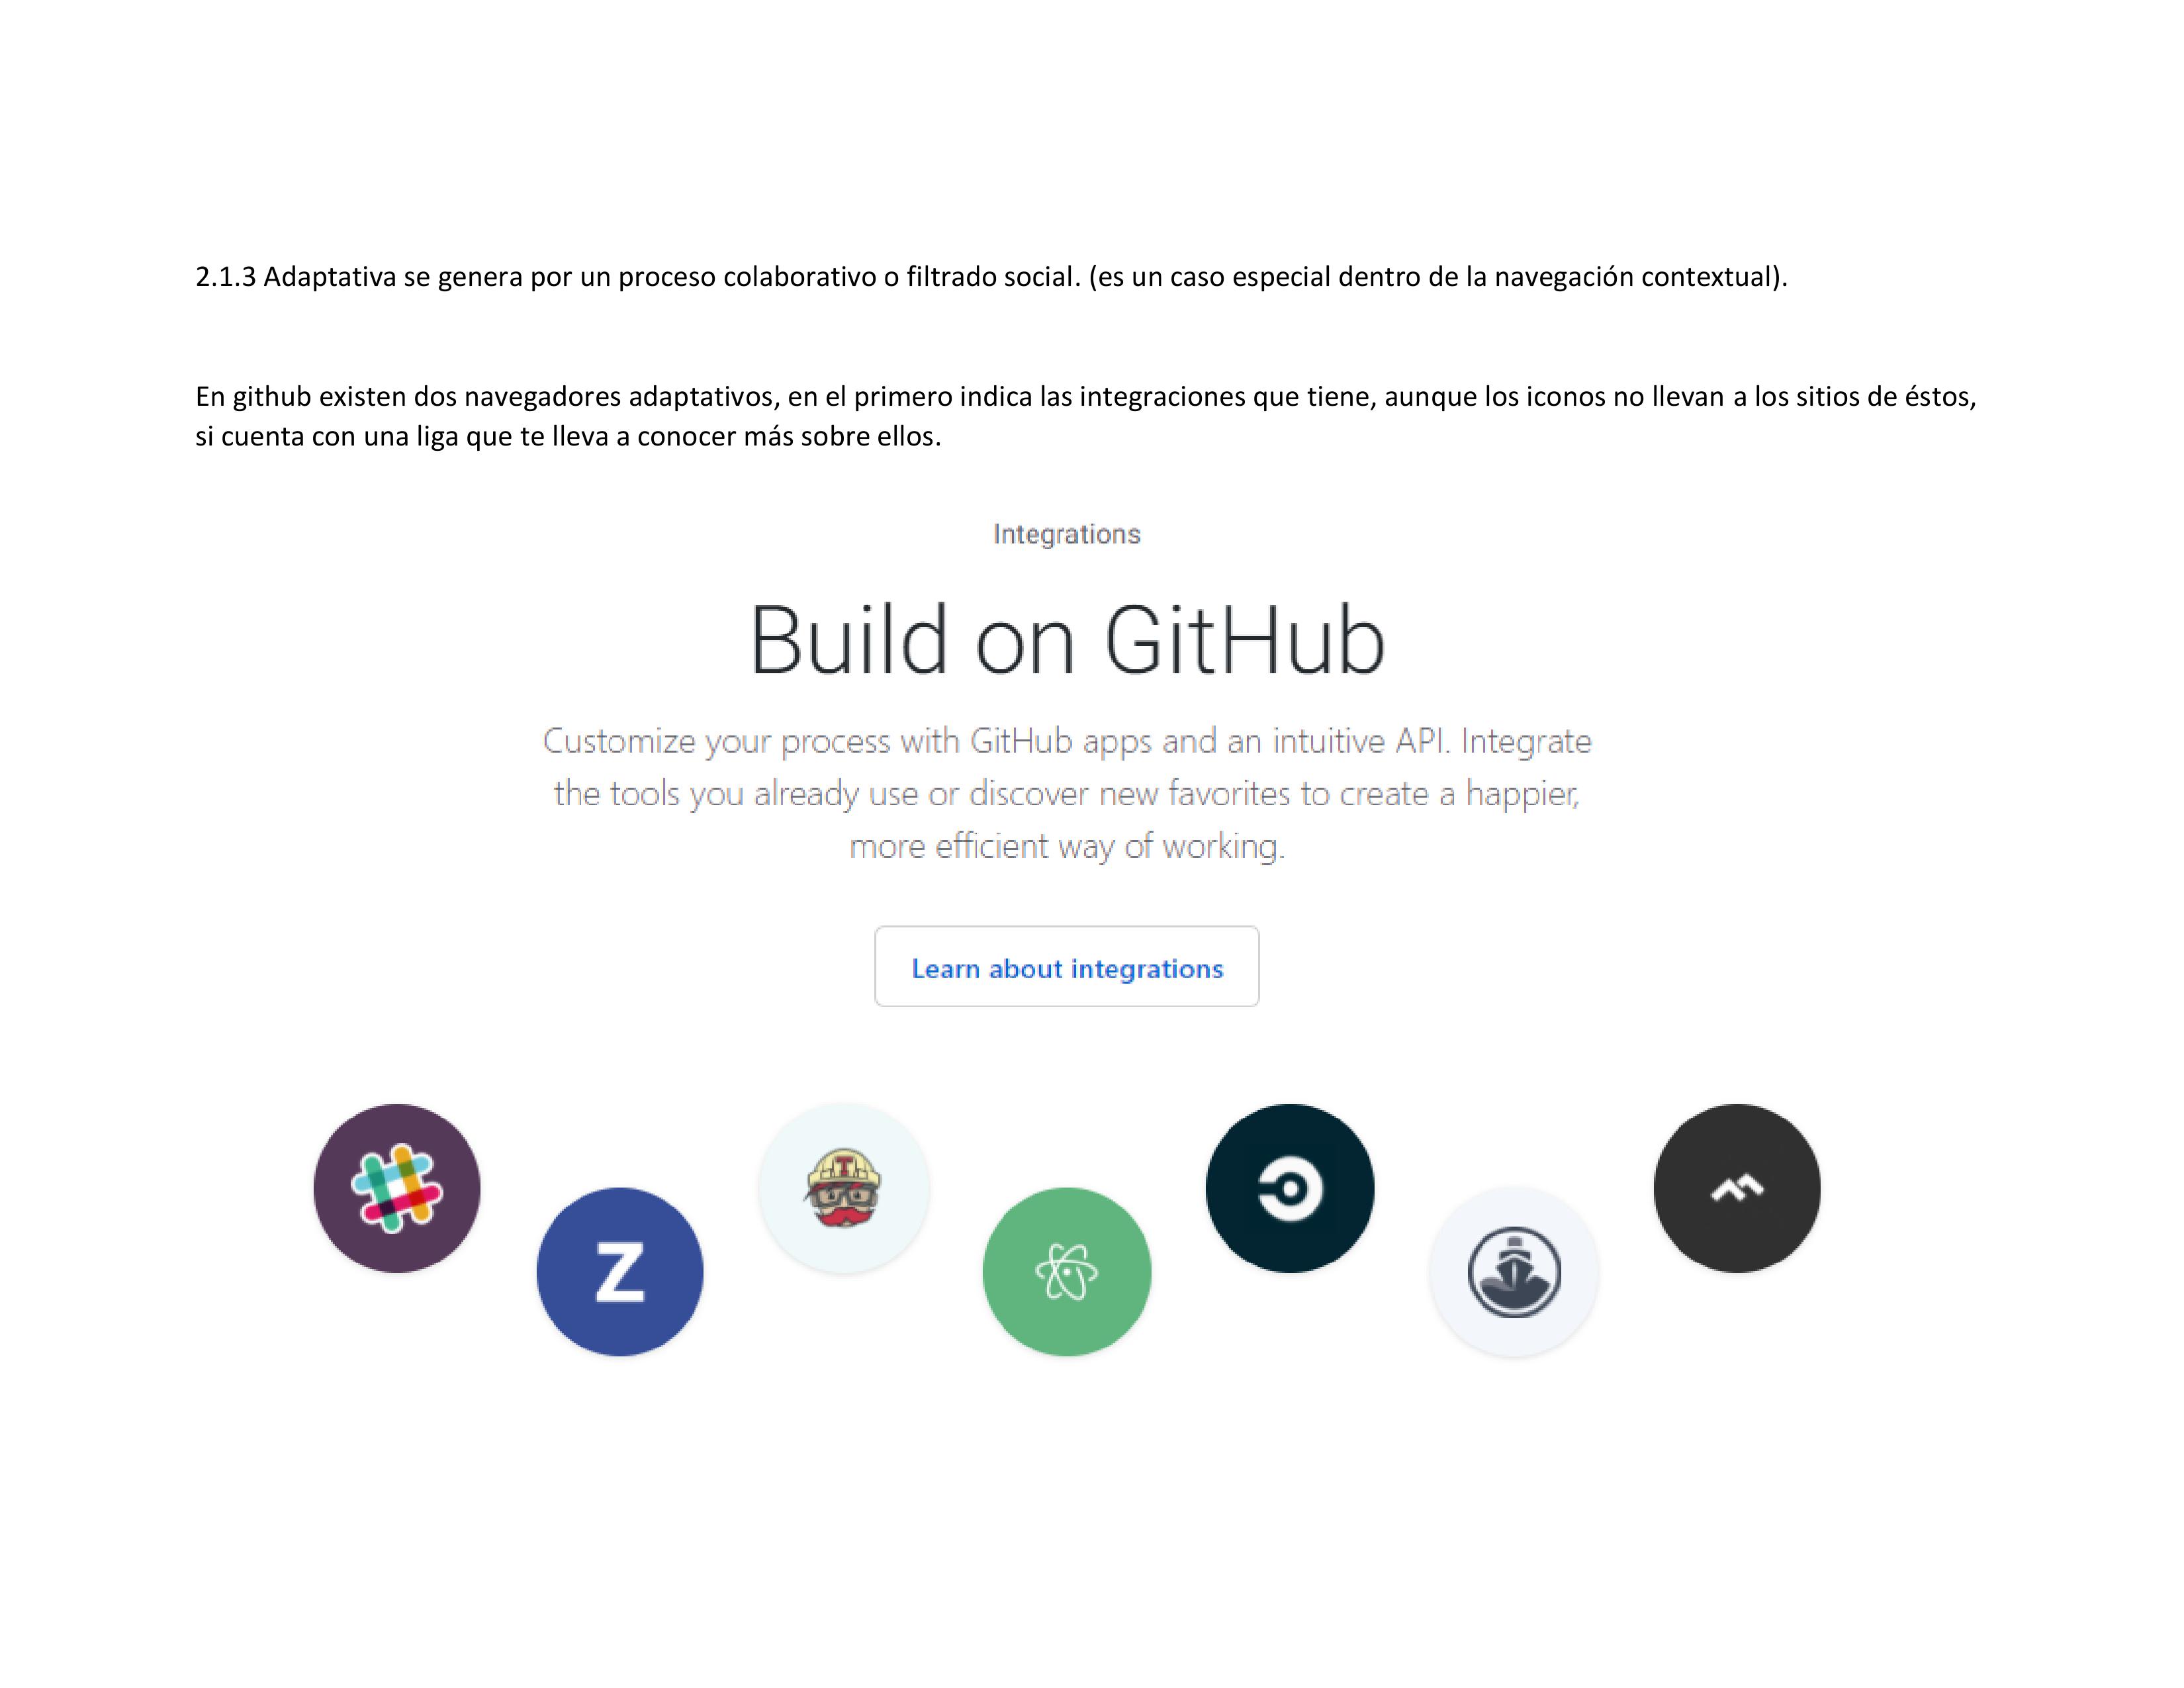 2.1.3 Adaptativa se genera por un proceso colaborativo o filtrado social. (es un caso especial dentro de la navegación contextual).
En github existen dos navegadores adaptativos, en el primero indica las integraciones que tiene, aunque los iconos no llevan a los sitios de éstos,
si cuenta con una liga que te lleva a conocer más sobre ellos.
Integrations
Build on GitHub
Customize your process with GitHub apps and an intuitive API. Integrate
the tools you already use or discover new favorites to create a happier,
more efficient way of working.
Learn about integrations
T
Z